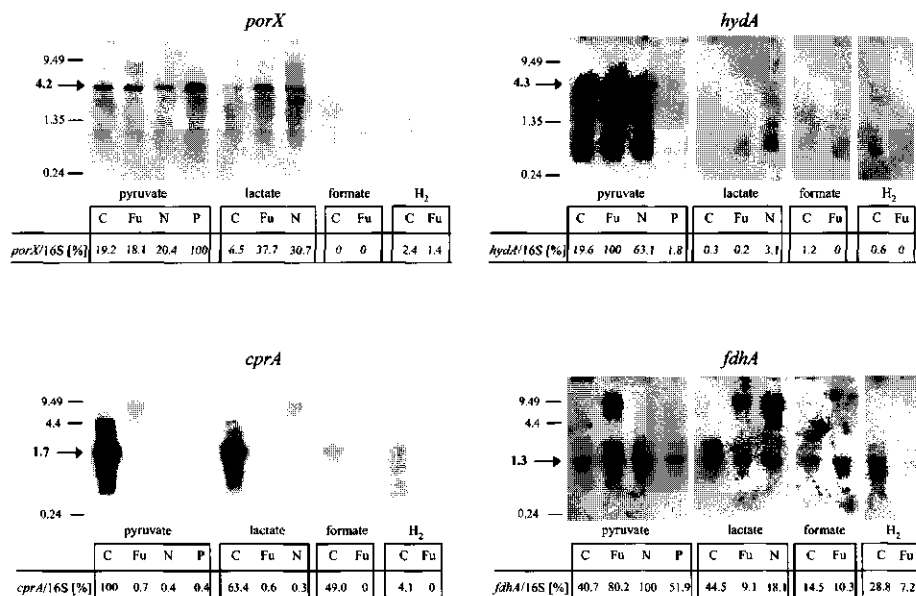 porX
9.49
4.2
1.35
0.24
pyruvate lactate formate H2
C Fu N P C Fu N C Fu C Fu
porX/16S [%] 19.2 18.1 20.4 100 6.5 37.7 30.7 0 0 2.4 1.4
hydA
9.49
4.3
1.35
0.24
pyruvate lactate formate H2
C Fu N P C Fu N C Fu C Fu
hydA/16S [%] 19.6 100 63.1 1.8 0.3 0.2 3.1 1.2 0 0.6 0
cprA
9.49
4.4
1.7
0.24
pyruvate lactate formate H2
C Fu N P C Fu N C Fu C Fu
cprA/16S [%] 100 0.7 0.4 0.4 63.4 0.6 0.3 49.0 0 4.1 0
fdhA
9.49
4.4
1.3
0.24
pyruvate lactate formate H2
C Fu N P C Fu N C Fu C Fu
fdhA/16S [%] 40.7 80.2 100 51.9 44.5 9.1 18.1 14.5 10.3 28.8 7.2